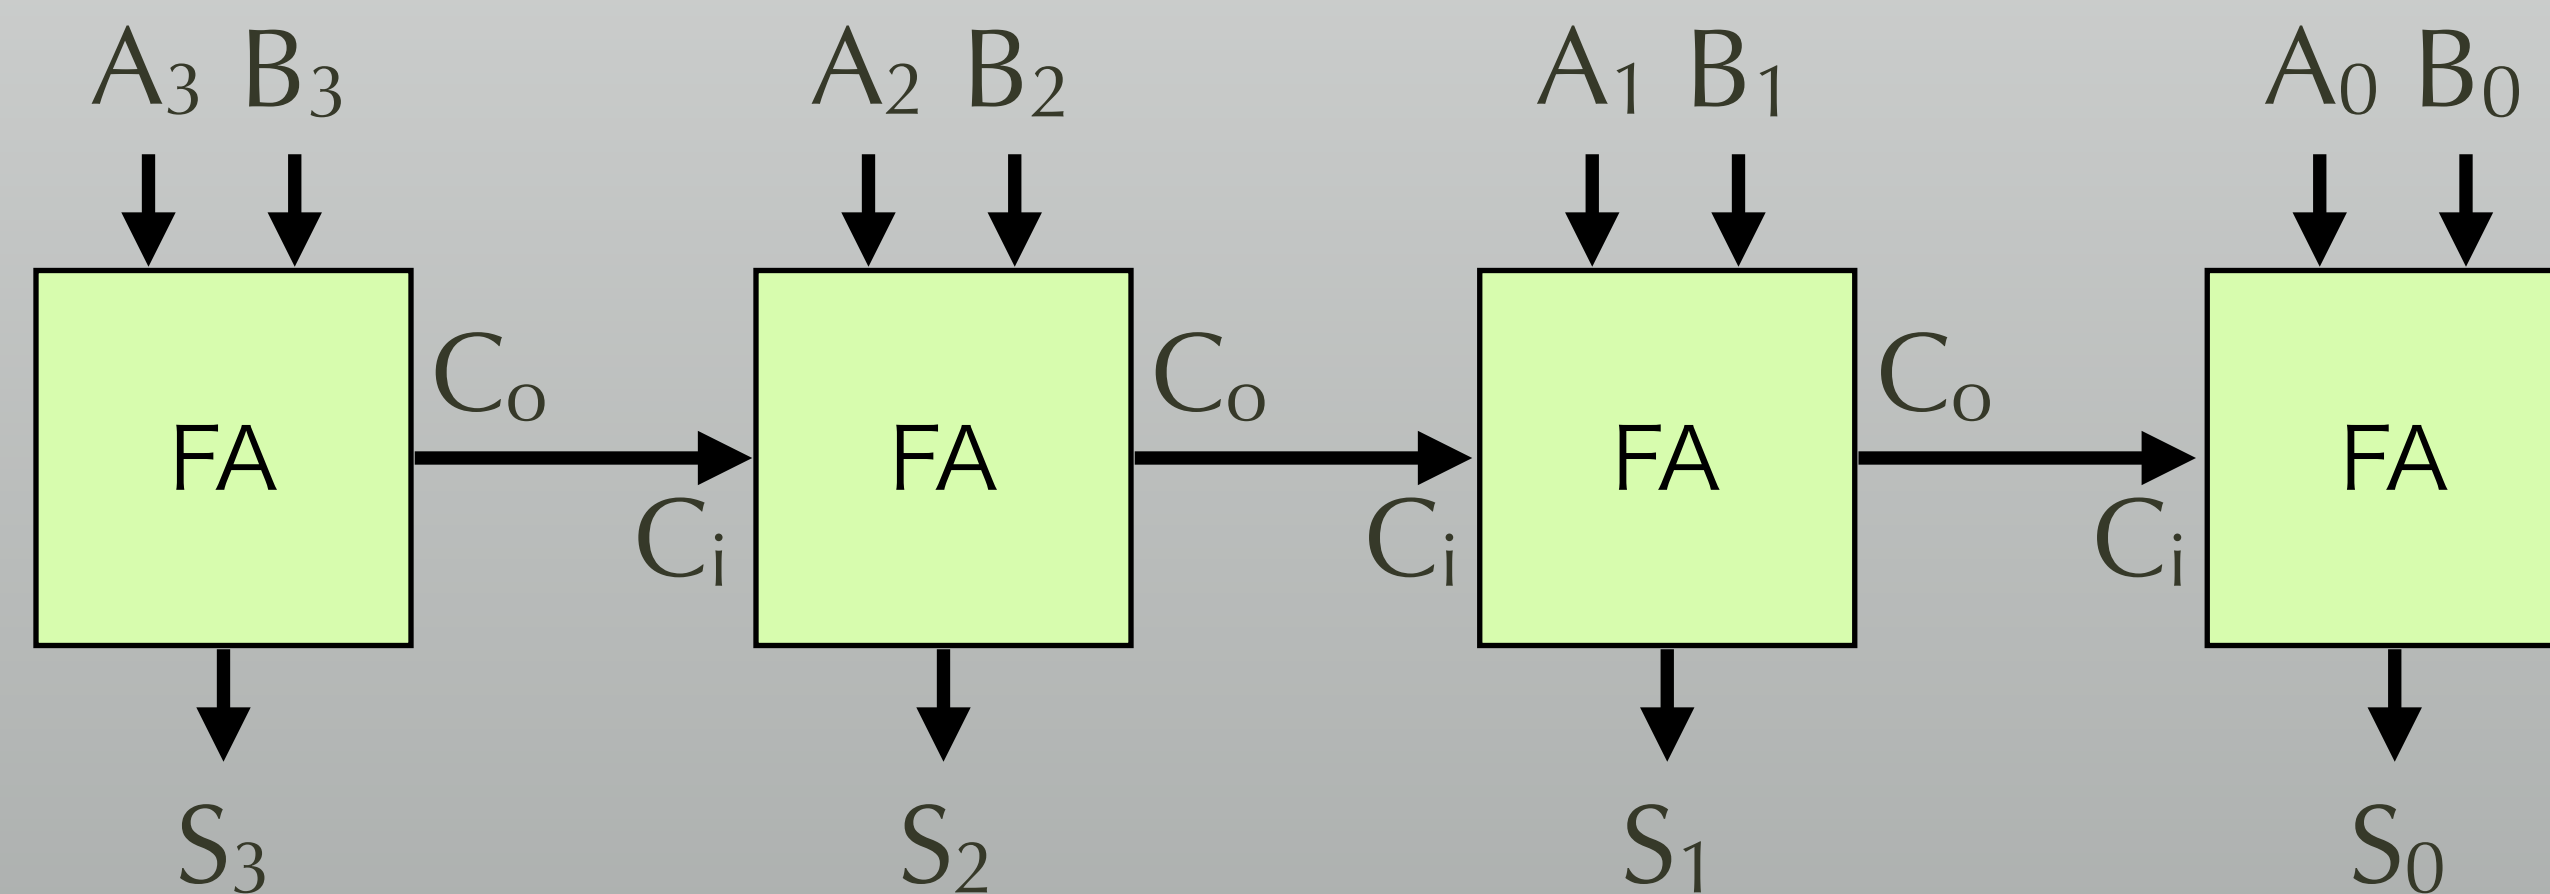 A3 B3 A2 B2 A1 B1 A0 B0
Co Co Co
FA FA FA FA
Ci Ci Ci
S3 S2 S1 S0